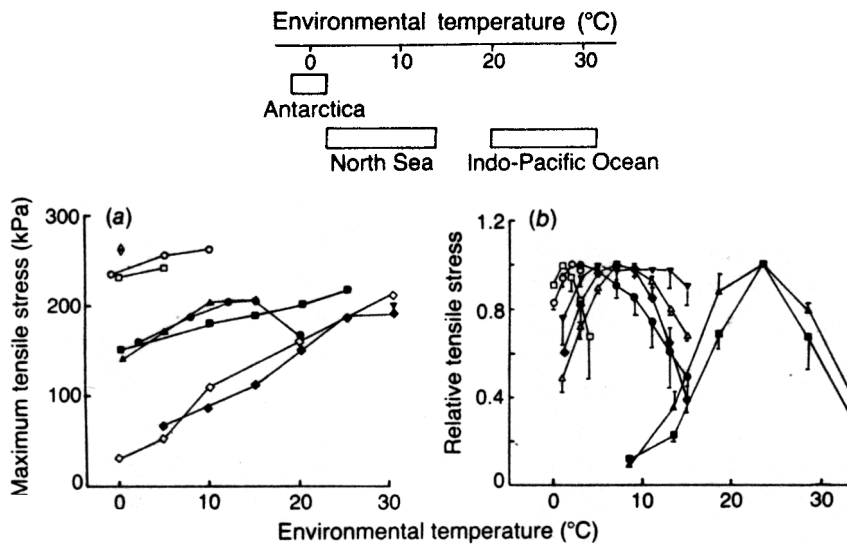 Environmental temperature (°C)
0 10 20 30
Antarctica
North Sea Indo-Pacific Ocean
(a)
Maximum tensile stress (kPa)
300
200
100
0
0 10 20 30
(b)
Relative tensile stress
1.2
0.8
0.4
0
0 10 20 30
Environmental temperature (°C)